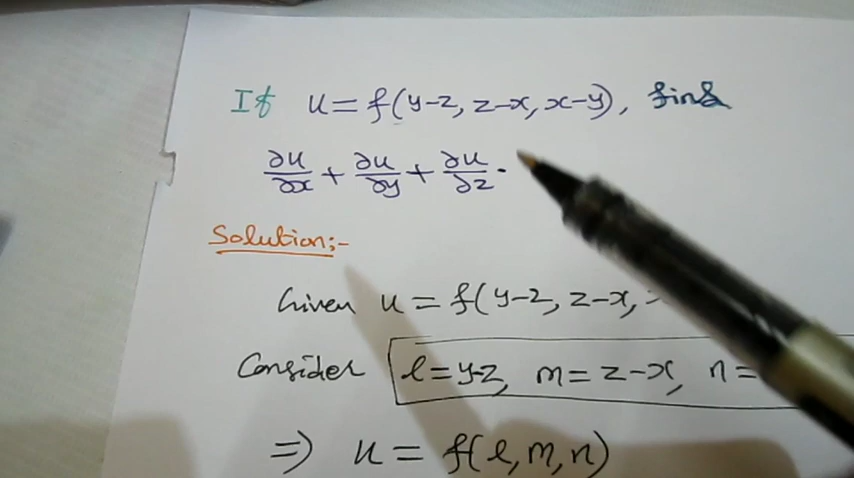 If u = f(y-z, z-x, x-y), find
∂u/∂x + ∂u/∂y + ∂u/∂z.
Solution:-
Given u = f(y-z, z-x,
Consider l = y-z, m = z-x, n =
=> u = f(l, m, n)